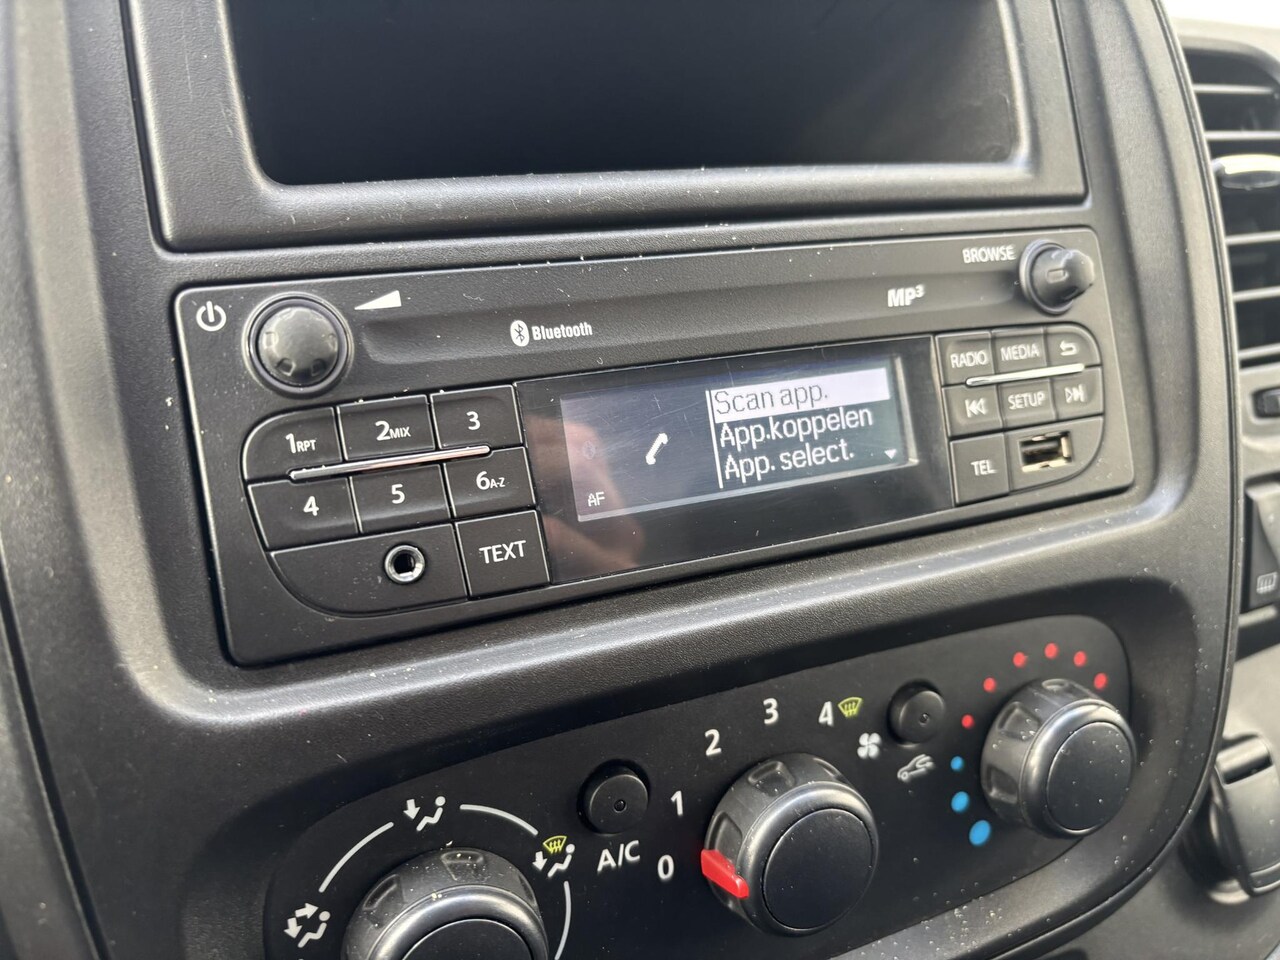 BROWSE
MP3
Bluetooth
RADIO MEDIA
SETUP
TEL
1RPT 2MIX 3
4 5 6A-Z
TEXT
Scan app.
App.koppelen
App. select.
AF
0 1 2 3 4
A/C